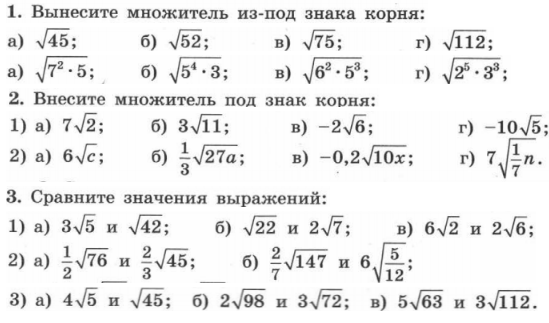 1. Вынесите множитель из-под знака корня:
а) √45; б) √52; в) √75; г) √112;
а) √(7² · 5); б) √(5⁴ · 3); в) √(6² · 5³); г) √(2⁵ · 3³);
2. Внесите множитель под знак корня:
1) а) 7√2; б) 3√11; в) −2√6; г) −10√5;
2) а) 6√c; б) 1/3 √27a; в) −0,2√10x; г) 7√(1/7 n).
3. Сравните значения выражений:
1) а) 3√5 и √42; б) √22 и 2√7; в) 6√2 и 2√6;
2) а) 1/2 √76 и 2/3 √45; б) 2/7 √147 и 6√(5/12);
3) а) 4√5 и √45; б) 2√98 и 3√72; в) 5√63 и 3√112.